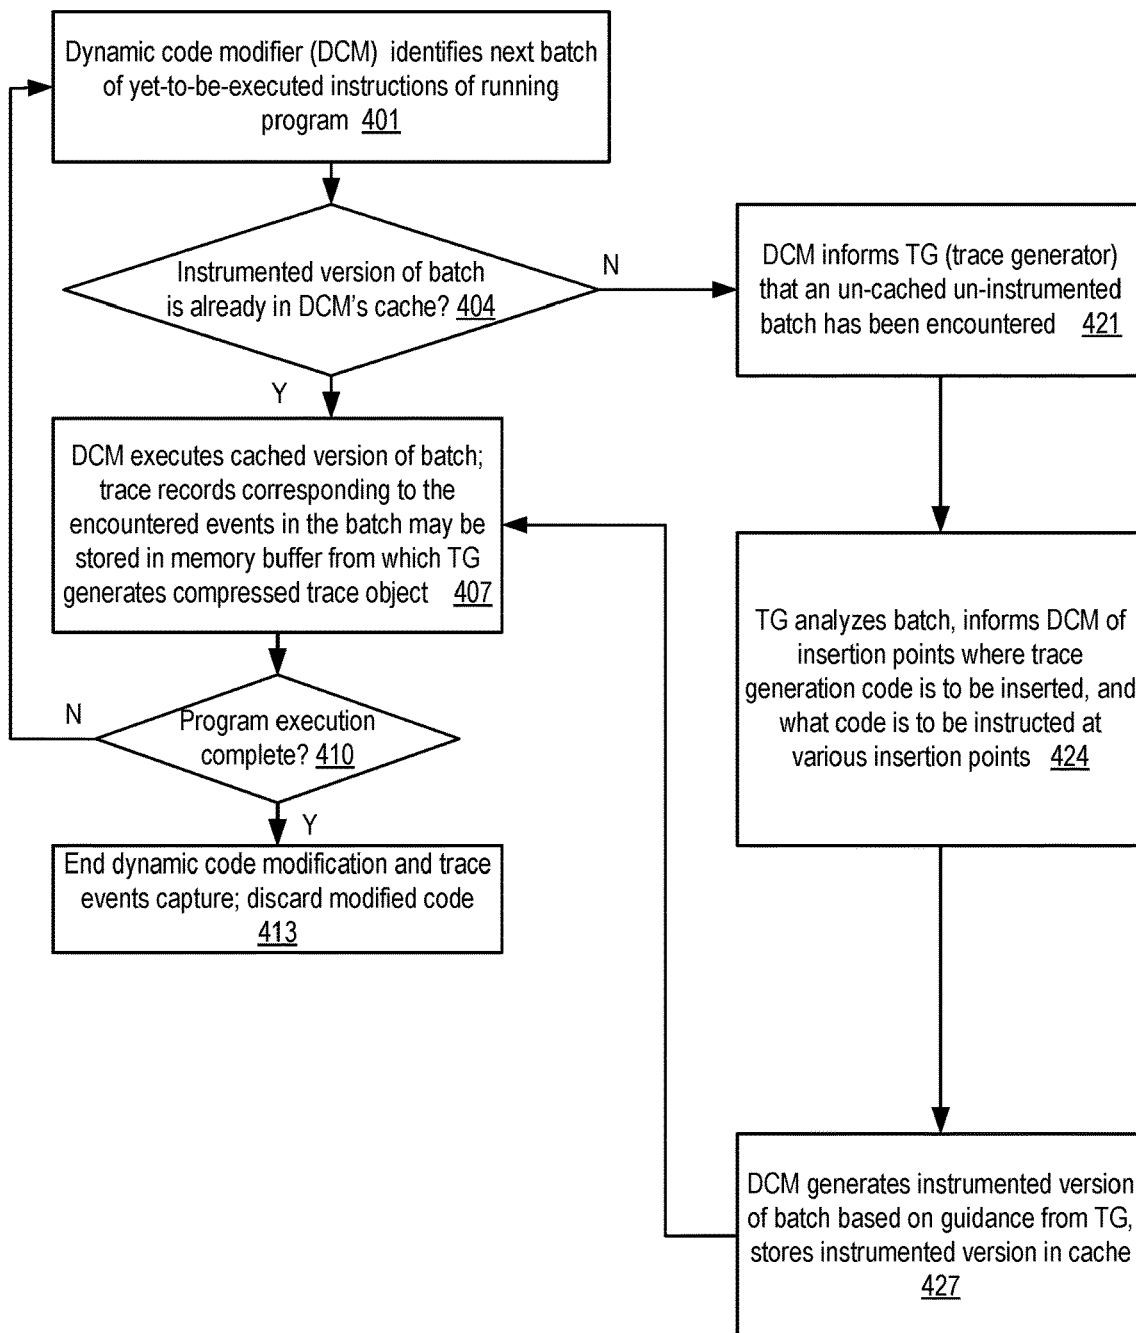 Dynamic code modifier (DCM) identifies next batch
of yet-to-be-executed instructions of running
program 401
Instrumented version of batch
is already in DCM's cache? 404
N
Y
DCM informs TG (trace generator)
that an un-cached un-instrumented
batch has been encountered 421
DCM executes cached version of batch;
trace records corresponding to the
encountered events in the batch may be
stored in memory buffer from which TG
generates compressed trace object 407
TG analyzes batch, informs DCM of
insertion points where trace
generation code is to be inserted, and
what code is to be instructed at
various insertion points 424
N
Program execution
complete? 410
Y
End dynamic code modification and trace
events capture; discard modified code
413
DCM generates instrumented version
of batch based on guidance from TG,
stores instrumented version in cache
427